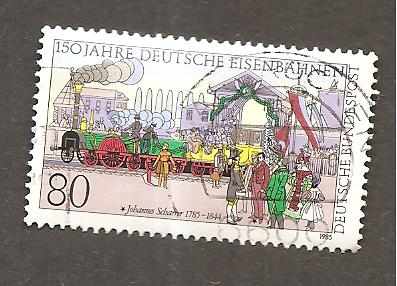 150 JAHRE DEUTSCHE EISENBAHNEN
DEUTSCHE BUNDESPOST
80
* Johannes Scharrer 1785-1844
1985